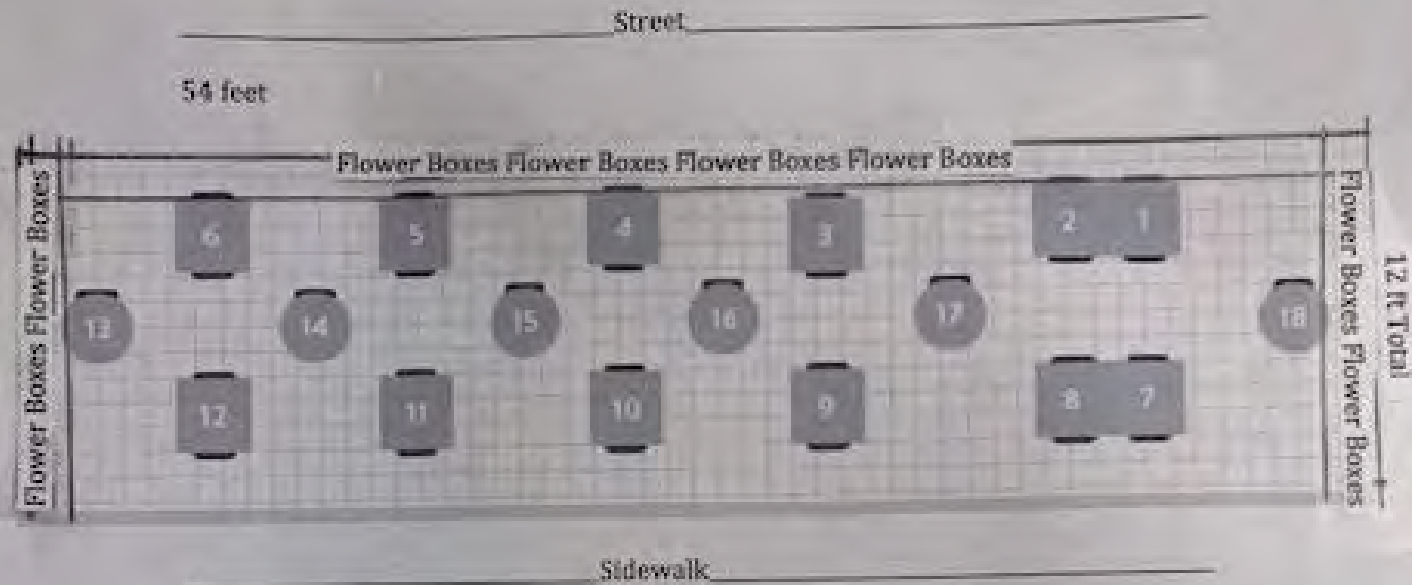 Street
54 feet
Flower Boxes Flower Boxes Flower Boxes Flower Boxes
Flower Boxes Flower Boxes
6 5 4 3 2 1
13 14 15 16 17 18
12 11 10 9 8 7
Flower Boxes Flower Boxes
12 ft Total
Sidewalk